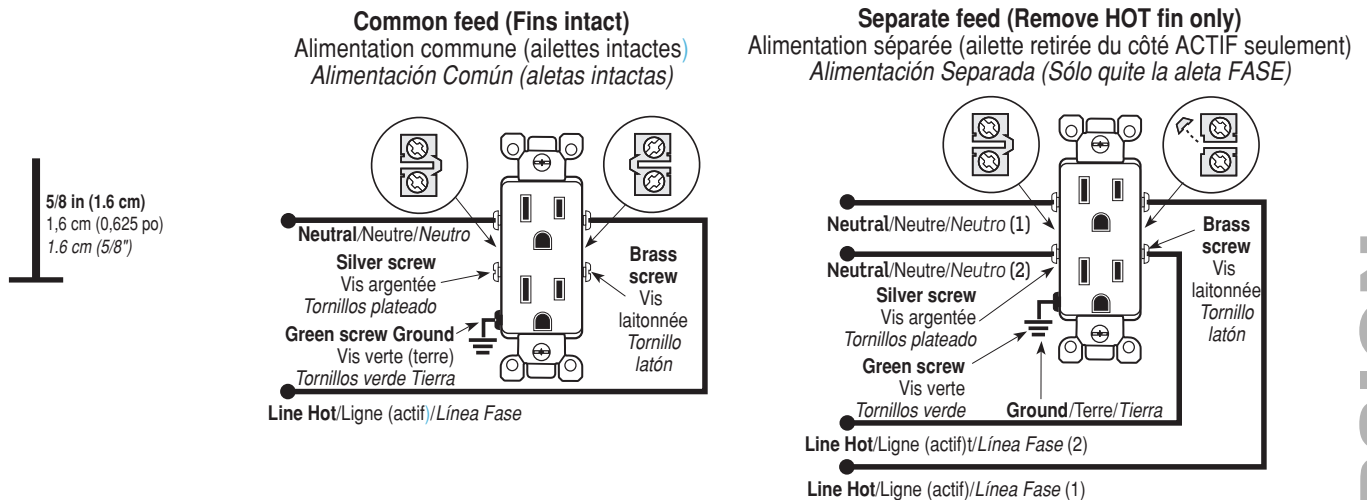 Common feed (Fins intact)
Alimentation commune (ailettes intactes)
Alimentación Común (aletas intactas)
5/8 in (1.6 cm)
1,6 cm (0,625 po)
1.6 cm (5/8")
Neutral/Neutre/Neutro
Silver screw
Vis argentée
Tornillos plateado
Green screw Ground
Vis verte (terre)
Tornillos verde Tierra
Brass
screw
Vis
laitonnée
Tornillo
latón
Line Hot/Ligne (actif)/Línea Fase
Separate feed (Remove HOT fin only)
Alimentation séparée (ailette retirée du côté ACTIF seulement)
Alimentación Separada (Sólo quite la aleta FASE)
Neutral/Neutre/Neutro (1)
Neutral/Neutre/Neutro (2)
Silver screw
Vis argentée
Tornillos plateado
Green screw
Vis verte
Tornillos verde
Ground/Terre/Tierra
Brass
screw
Vis
laitonnée
Tornillo
latón
Line Hot/Ligne (actif)t/Línea Fase (2)
Line Hot/Ligne (actif)/Línea Fase (1)